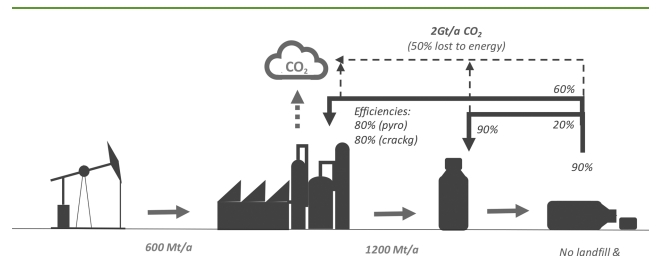 2Gt/a CO₂
(50% lost to energy)
CO₂
60%
Efficiencies:
80% (pyro)
80% (crackg)
90%
20%
90%
600 Mt/a
1200 Mt/a
No landfill &